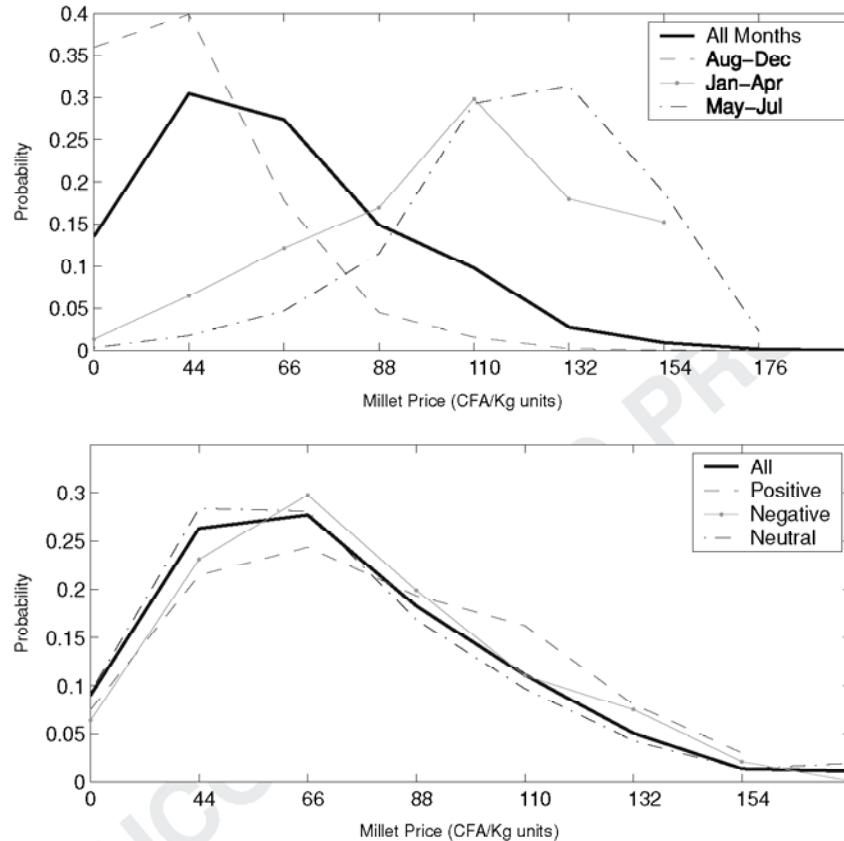 0.4
0.35
0.3
0.25
0.2
0.15
0.1
0.05
0
Probability
All Months
Aug–Dec
Jan–Apr
May–Jul
0 44 66 88 110 132 154 176
Millet Price (CFA/Kg units)
0.3
0.25
0.2
0.15
0.1
0.05
0
Probability
All
Positive
Negative
Neutral
0 44 66 88 110 132 154
Millet Price (CFA/Kg units)